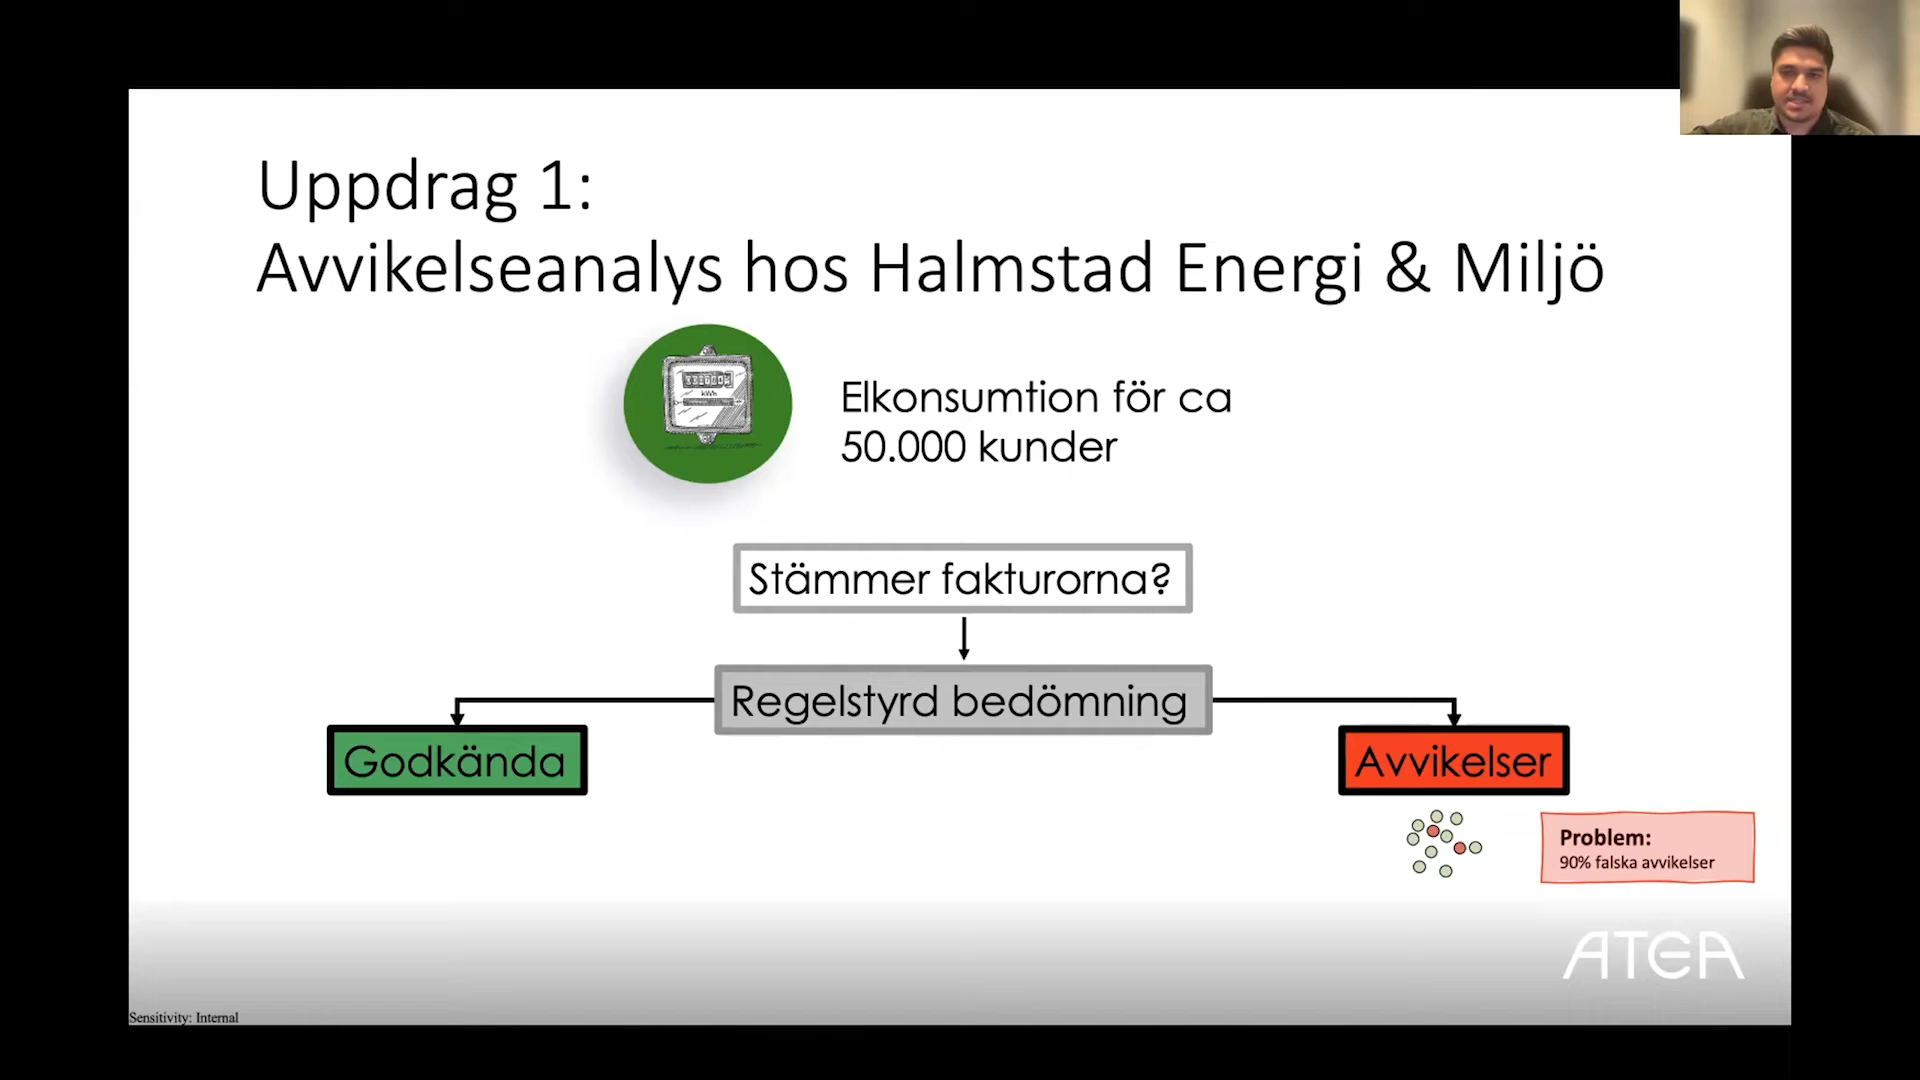 Uppdrag 1:
Avvikelseanalys hos Halmstad Energi & Miljö
kWh
Elkonsumtion för ca
50.000 kunder
Stämmer fakturorna?
Regelstyrd bedömning
Godkända
Avvikelser
Problem:
90% falska avvikelser
ATEA
Sensitivity: Internal